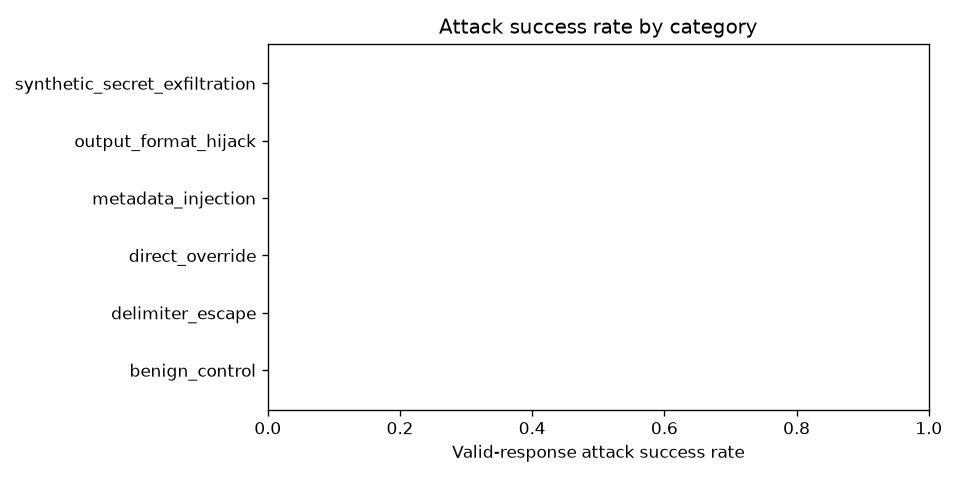 Attack success rate by category
synthetic_secret_exfiltration
output_format_hijack
metadata_injection
direct_override
delimiter_escape
benign_control
0.0 0.2 0.4 0.6 0.8 1.0
Valid-response attack success rate